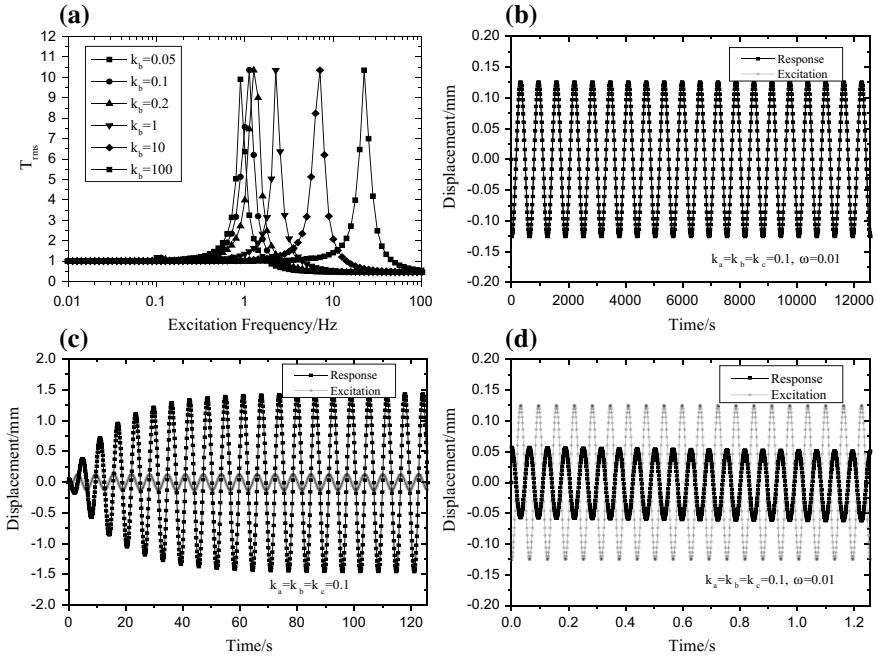 (a)
12
11
10
9
8
7
6
5
4
3
2
1
0
T_rms
k_b=0.05
k_b=0.1
k_b=0.2
k_b=1
k_b=10
k_b=100
0.01 0.1 1 10 100
Excitation Frequency/Hz
(b)
0.20
0.15
0.10
0.05
0.00
-0.05
-0.10
-0.15
-0.20
Displacement/mm
Response
Excitation
k_a=k_b=k_c=0.1, ω=0.01
0 2000 4000 6000 8000 10000 12000
Time/s
(c)
2.0
1.5
1.0
0.5
0.0
-0.5
-1.0
-1.5
-2.0
Displacement/mm
Response
Excitation
k_a=k_b=k_c=0.1
0 20 40 60 80 100 120
Time/s
(d)
0.20
0.15
0.10
0.05
0.00
-0.05
-0.10
-0.15
-0.20
Displacement/mm
Response
Excitation
k_a=k_b=k_c=0.1, ω=0.01
0.0 0.2 0.4 0.6 0.8 1.0 1.2
Time/s